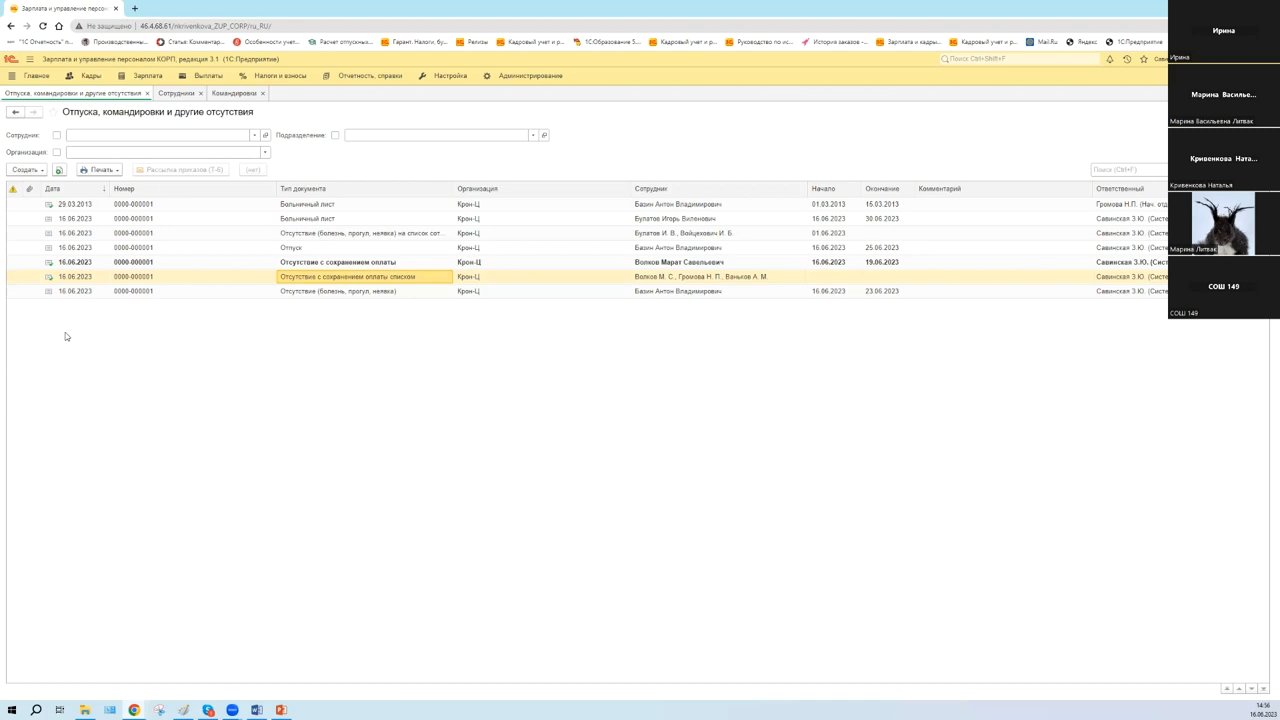 Зарплата и управление персон
Не защищено 46.4.68.61/nkrivenkova_ZUP_CORP/ru_RU/
"1С Отчетность" п... Производственны... Статьи: Комментар... Особенности учет... Расчет отпускных... Гарант. Налоги, бу... Релизы Кадровый учет и р... 1С:Образование 5... Кадровый учет и р... Руководство по ис... История заказов –... Зарплата и кадры... Кадровый учет и р... Mail.Ru Яндекс 1С:Предприятие
Зарплата и управление персоналом КОРП, редакция 3.1 (1С:Предприятие)
Поиск Ctrl+Shift+F
Главное Кадры Зарплата Выплаты Налоги и взносы Отчетность, справки Настройка Администрирование
Отпуска, командировки и другие отсутствия × Сотрудники × Командировки ×
Отпуска, командировки и другие отсутствия
Сотрудник: Подразделение:
Организация:
Создать Печать Рассылка приказов (Т-6) (нет) Поиск (Ctrl+F)
Дата Номер Тип документа Организация Сотрудник Начало Окончание Комментарий Ответственный
29.03.2013 0000-000001 Больничный лист Крон-Ц Базин Антон Владимирович 01.03.2013 15.03.2013 Громова Н.П. (Нач. отд
16.06.2023 0000-000001 Больничный лист Крон-Ц Булатов Игорь Виленович 16.06.2023 30.06.2023 Савинская З.Ю. (Систе
16.06.2023 0000-000001 Отсутствие (болезнь, прогул, неявка) на список сот... Крон-Ц Булатов И. В., Войцехович И. Б. 01.06.2023 Савинская З.Ю. (Систе
16.06.2023 0000-000001 Отпуск Крон-Ц Базин Антон Владимирович 16.06.2023 25.06.2023 Савинская З.Ю. (Систе
16.06.2023 0000-000001 Отсутствие с сохранением оплаты Крон-Ц Волков Марат Савельевич 16.06.2023 19.06.2023 Савинская З.Ю. (Систе
16.06.2023 0000-000001 Отсутствие с сохранением оплаты списком Крон-Ц Волков М. С., Громова Н. П., Ваньков А. М. Савинская З.Ю. (Систе
16.06.2023 0000-000001 Отсутствие (болезнь, прогул, неявка) Крон-Ц Базин Антон Владимирович 16.06.2023 23.06.2023 Савинская З.Ю. (Систе
Ирина
Ирина
Марина Василье...
Марина Васильевна Литвак
Кривенкова Ната...
Кривенкова Наталья
Марина Литвак
СОШ 149
СОШ 149
14:56
16.06.2023